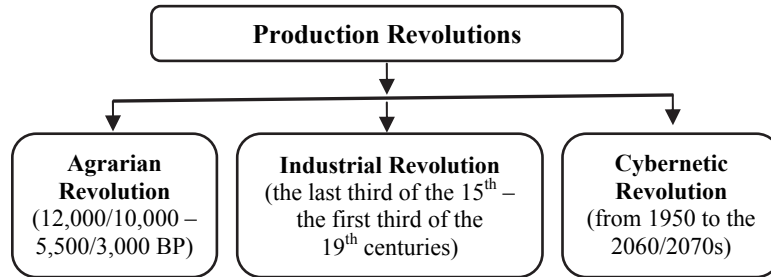 Production Revolutions
Agrarian
Revolution
(12,000/10,000 –
5,500/3,000 BP)
Industrial Revolution
(the last third of the 15th –
the first third of the
19th centuries)
Cybernetic
Revolution
(from 1950 to the
2060/2070s)